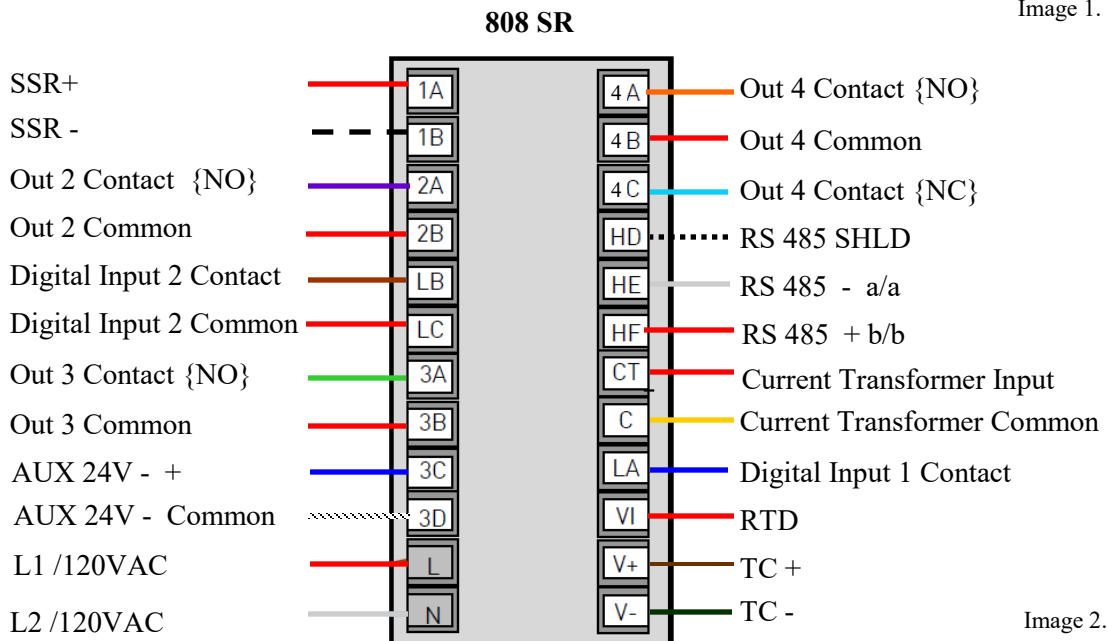 Image 1.
808 SR
SSR+ 1A 4A Out 4 Contact {NO}
SSR - 1B 4B Out 4 Common
Out 2 Contact {NO} 2A 4C Out 4 Contact {NC}
Out 2 Common 2B HD RS 485 SHLD
Digital Input 2 Contact LB HE RS 485 - a/a
Digital Input 2 Common LC HF RS 485 + b/b
Out 3 Contact {NO} 3A CT Current Transformer Input
Out 3 Common 3B C Current Transformer Common
AUX 24V - + 3C LA Digital Input 1 Contact
AUX 24V - Common 3D VI RTD
L1 /120VAC L V+ TC +
L2 /120VAC N V- TC -
Image 2.